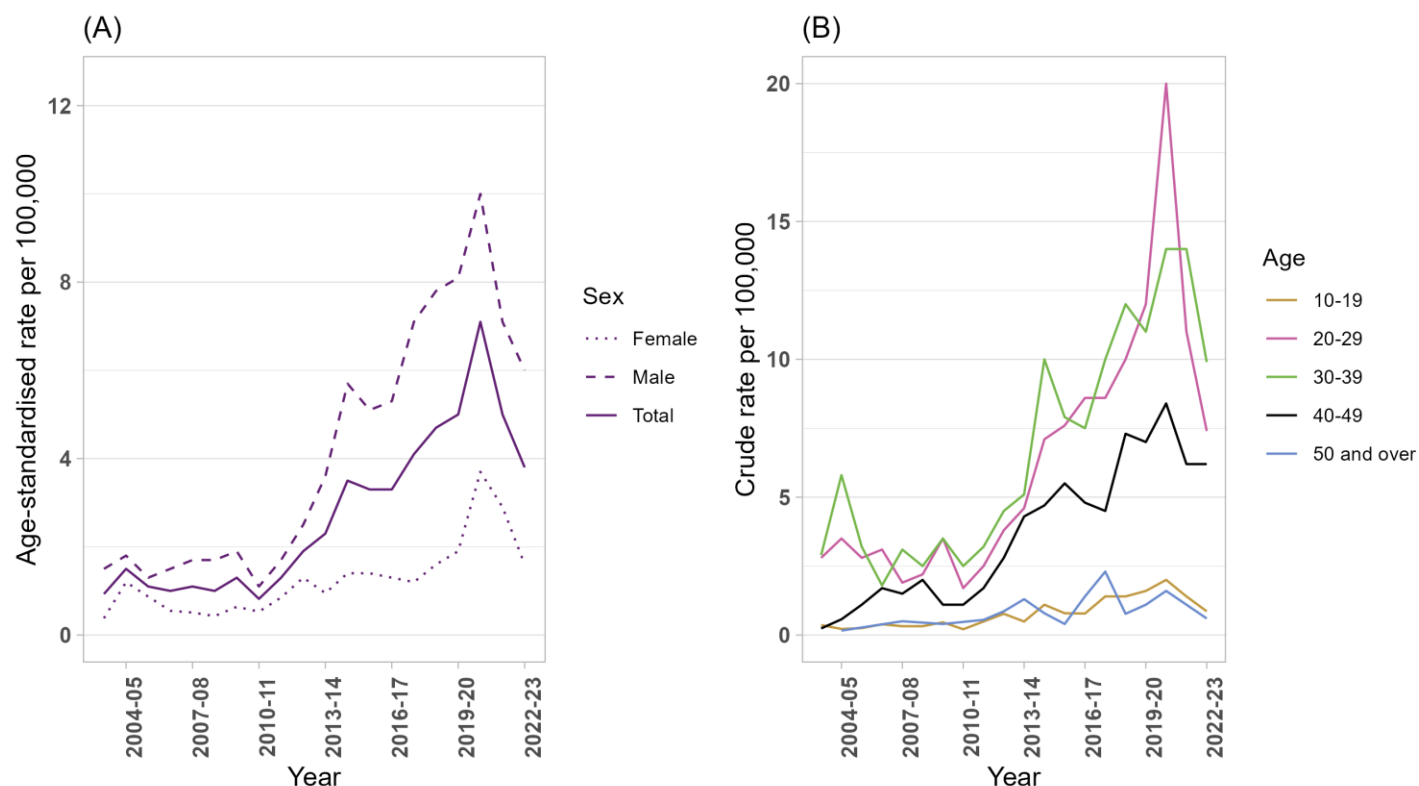 (A)
Age-standardised rate per 100,000
12
8
4
0
2004-05
2007-08
2010-11
2013-14
2016-17
2019-20
2022-23
Year
Sex
Female
Male
Total
(B)
Crude rate per 100,000
20
15
10
5
0
2004-05
2007-08
2010-11
2013-14
2016-17
2019-20
2022-23
Year
Age
10-19
20-29
30-39
40-49
50 and over